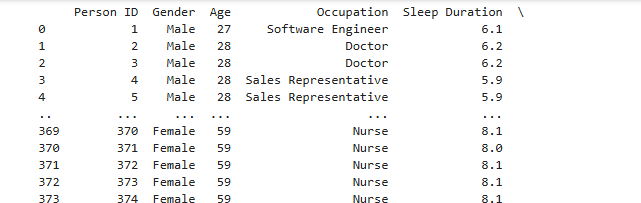 Person ID Gender Age Occupation Sleep Duration \
0 1 Male 27 Software Engineer 6.1
1 2 Male 28 Doctor 6.2
2 3 Male 28 Doctor 6.2
3 4 Male 28 Sales Representative 5.9
4 5 Male 28 Sales Representative 5.9
.. ... ... ... ... ...
369 370 Female 59 Nurse 8.1
370 371 Female 59 Nurse 8.0
371 372 Female 59 Nurse 8.1
372 373 Female 59 Nurse 8.1
373 374 Female 59 Nurse 8.1